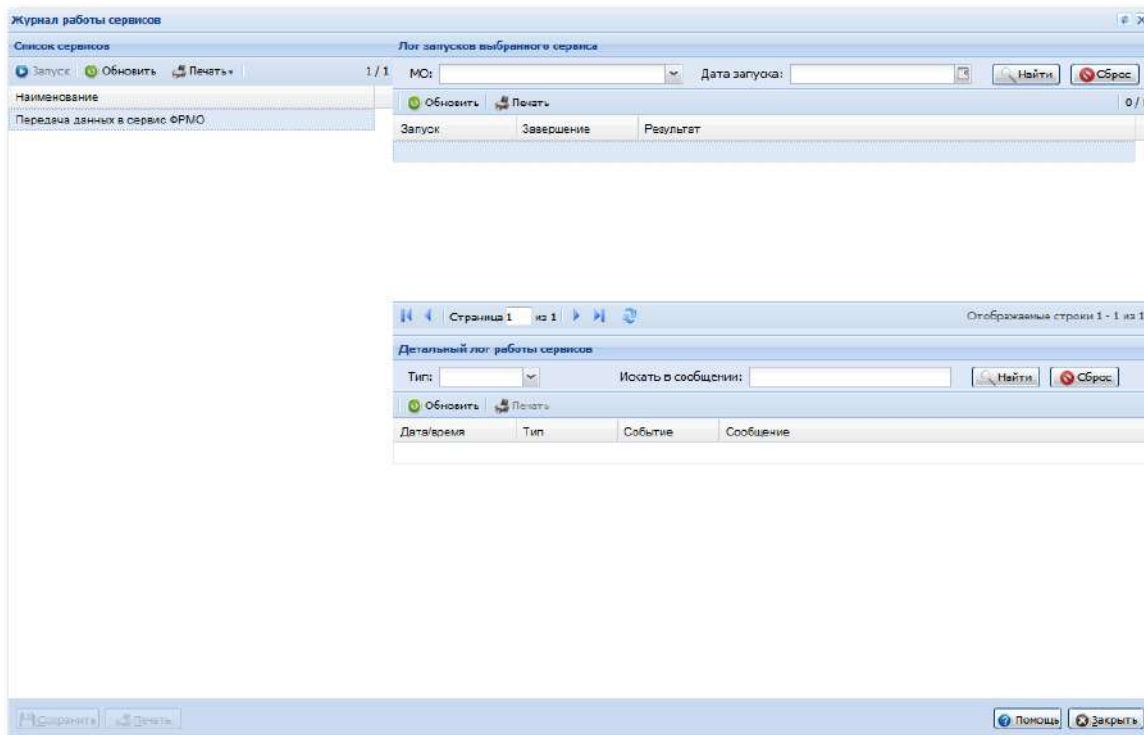 Журнал работы сервисов
Список сервисов
Запуск Обновить Печать 1 / 1
Наименование
Передача данных в сервис ФРМО
Лог запусков выбранного сервиса
МО: Дата запуска: Найти Сброс
Обновить Печать 0 /
Запуск Завершение Результат
Страница 1 из 1 Отображаемые строки 1 - 1 из 1
Детальный лог работы сервисов
Тип: Искать в сообщении: Найти Сброс
Обновить Печать
Дата/время Тип Событие Сообщение
Сохранить Печать Помощь Закрыть